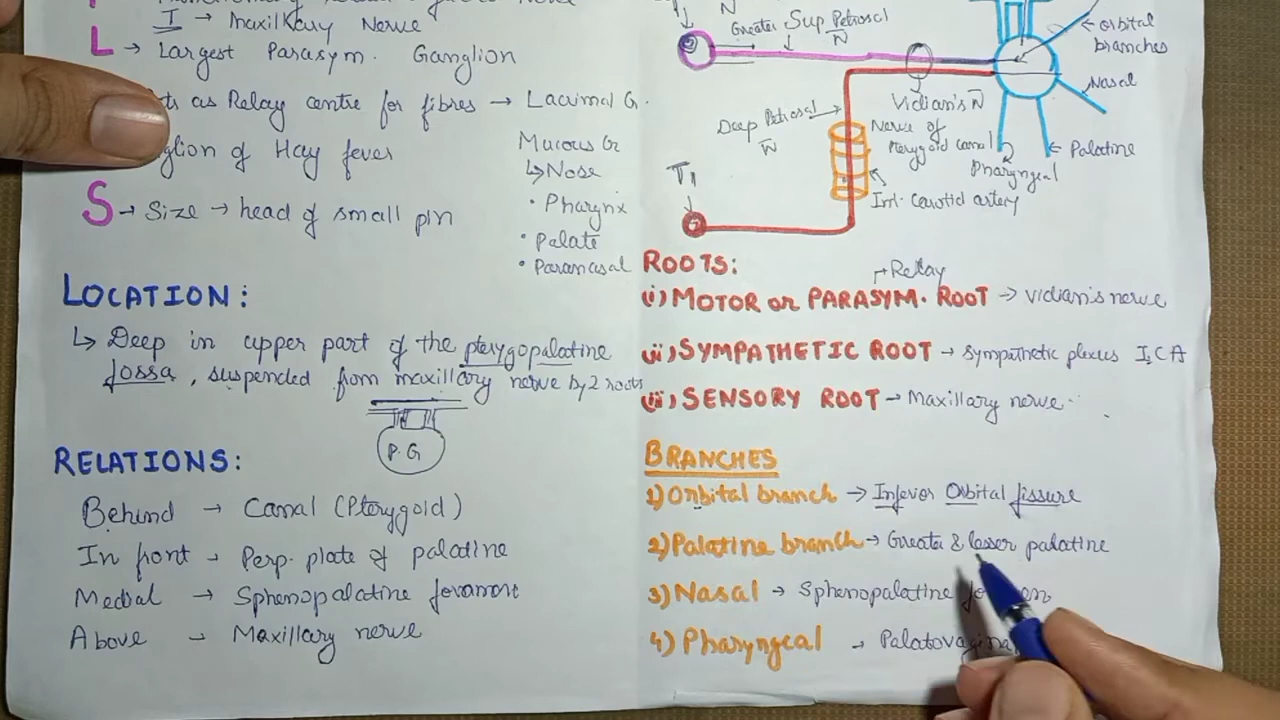 I → Maxillary Nerve
L → Largest Parasym. Ganglion
as Relay centre for fibres → Lacrimal G.
Mucous Gr
↳ Nose
• Pharynx
• Palate
• Paranasal
of Hay fever
S → Size → head of small pin
LOCATION:
↳ Deep in upper part of the pterygopalatine
fossa, suspended from maxillary nerve by 2 roots
P.G
RELATIONS:
Behind → Canal (Pterygoid)
In front → Perp. plate of palatine
Medial → Sphenopalatine foramen
Above → Maxillary nerve
N
Greater Sup Petrosal
N
orbital
branches
Nasal
Vidian's N
Deep Petrosal
N
Nerve of
Pterygoid canal
Pharyngeal
Palatine
Int. Carotid artery
T1
ROOTS:
Relay
(i) MOTOR or PARASYM. ROOT → vidian's nerve
(ii) SYMPATHETIC ROOT → sympathetic plexus ICA
(iii) SENSORY ROOT → Maxillary nerve
BRANCHES
1) Orbital branch → Inferior Orbital fissure
2) Palatine branch → Greater & lesser palatine
3) Nasal → Sphenopalatine
4) Pharyngeal →